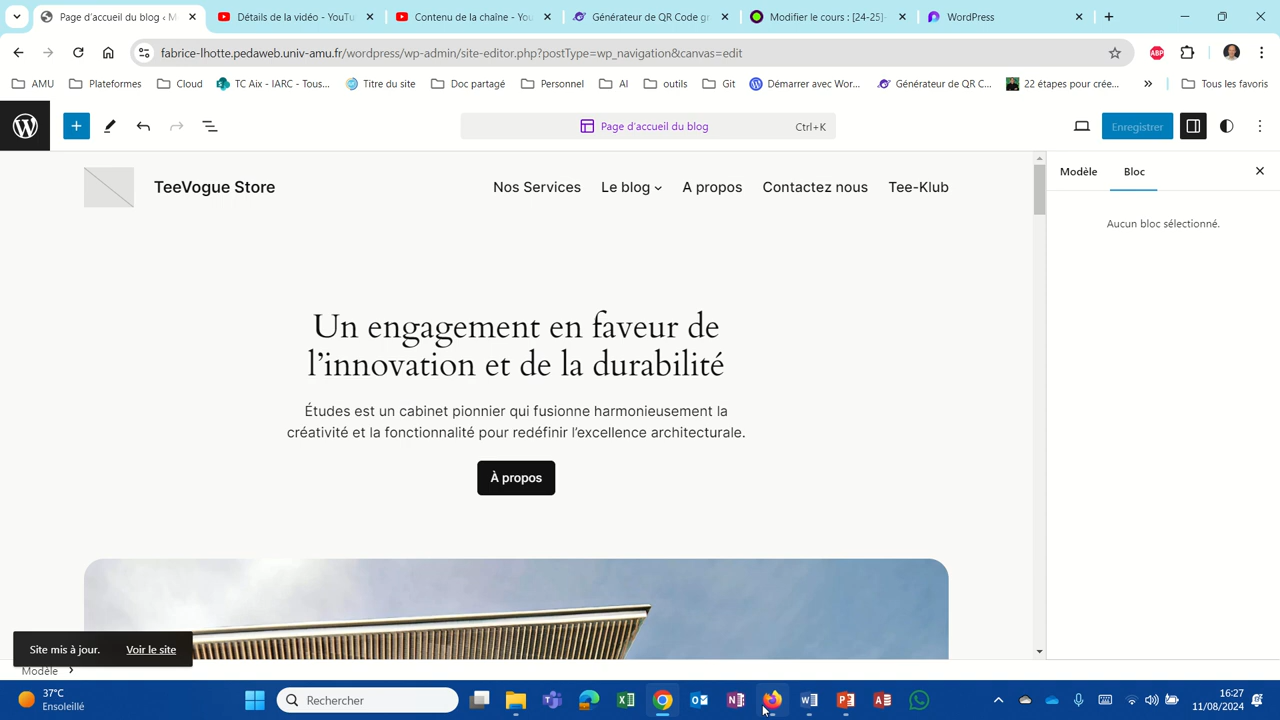 Page d'accueil du blog ‹ Tee
Détails de la vidéo - YouTu
Contenu de la chaîne - You
Générateur de QR Code gr
Modifier le cours : [24-25]-
WordPress
fabrice-lhotte.pedaweb.univ-amu.fr/wordpress/wp-admin/site-editor.php?postType=wp_navigation&canvas=edit
ABP
AMU Plateformes Cloud TC Aix - IARC - Tous... Titre du site Doc partagé Personnel AI outils Git Démarrer avec Wor... Générateur de QR C... 22 étapes pour crée... » Tous les favoris
Page d'accueil du blog Ctrl+K Enregistrer
TeeVogue Store Nos Services Le blog A propos Contactez nous Tee-Klub
Modèle Bloc
Aucun bloc sélectionné.
Un engagement en faveur de
l'innovation et de la durabilité
Études est un cabinet pionnier qui fusionne harmonieusement la
créativité et la fonctionnalité pour redéfinir l'excellence architecturale.
À propos
Site mis à jour. Voir le site
Modèle
37°C
Ensoleillé
Rechercher
16:27
11/08/2024